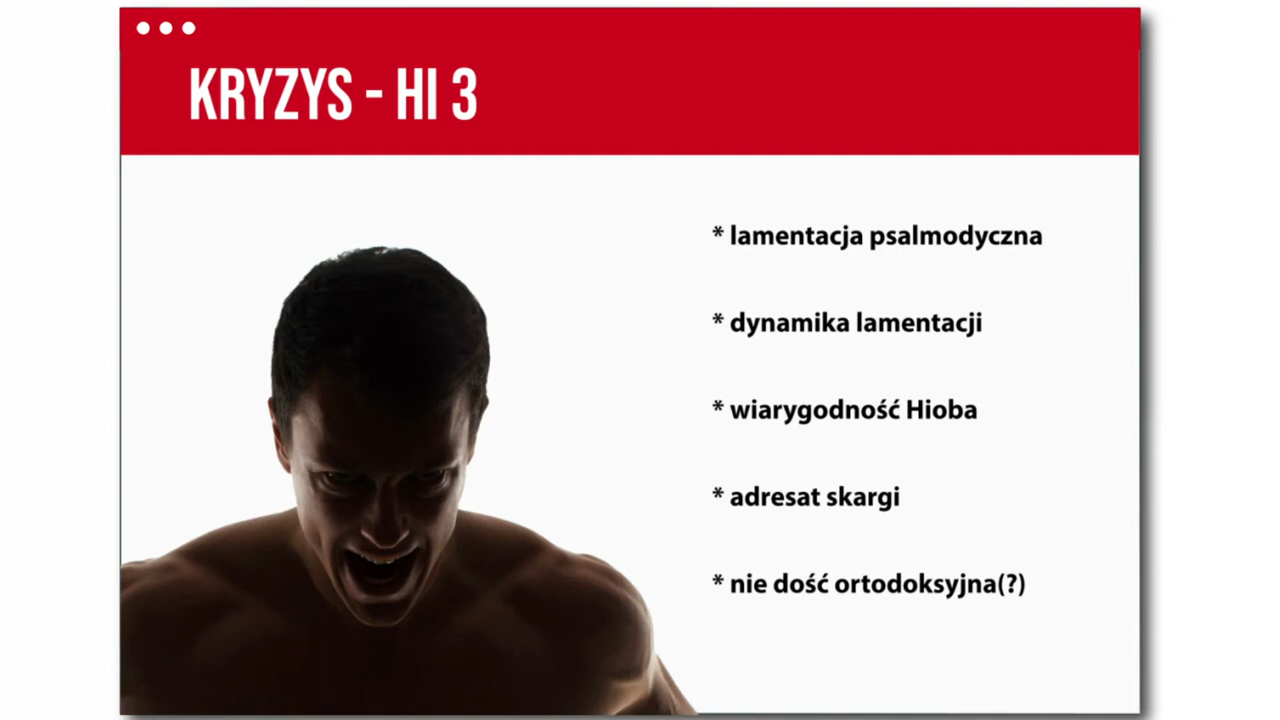 KRYZYS - HI 3
* lamentacja psalmodyczna
* dynamika lamentacji
* wiarygodność Hioba
* adresat skargi
* nie dość ortodoksyjna(?)